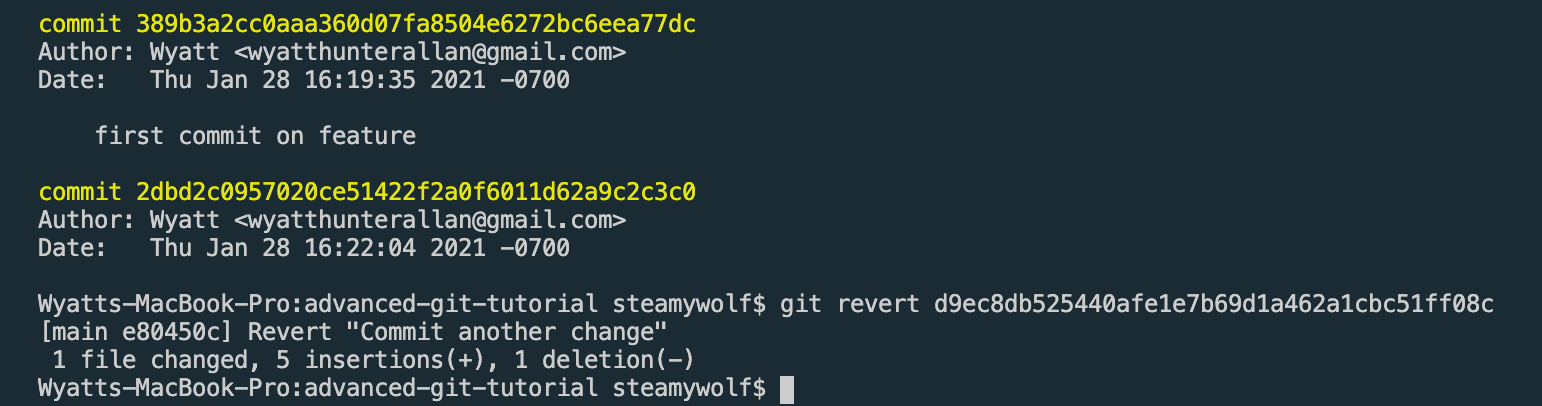 commit 389b3a2cc0aaa360d07fa8504e6272bc6eea77dc
Author: Wyatt <wyatthunterallan@gmail.com>
Date:   Thu Jan 28 16:19:35 2021 -0700
first commit on feature
commit 2dbd2c0957020ce51422f2a0f6011d62a9c2c3c0
Author: Wyatt <wyatthunterallan@gmail.com>
Date:   Thu Jan 28 16:22:04 2021 -0700
Wyatts-MacBook-Pro:advanced-git-tutorial steamywolf$ git revert d9ec8db525440afe1e7b69d1a462a1cbc51ff08c
[main e80450c] Revert "Commit another change"
1 file changed, 5 insertions(+), 1 deletion(-)
Wyatts-MacBook-Pro:advanced-git-tutorial steamywolf$